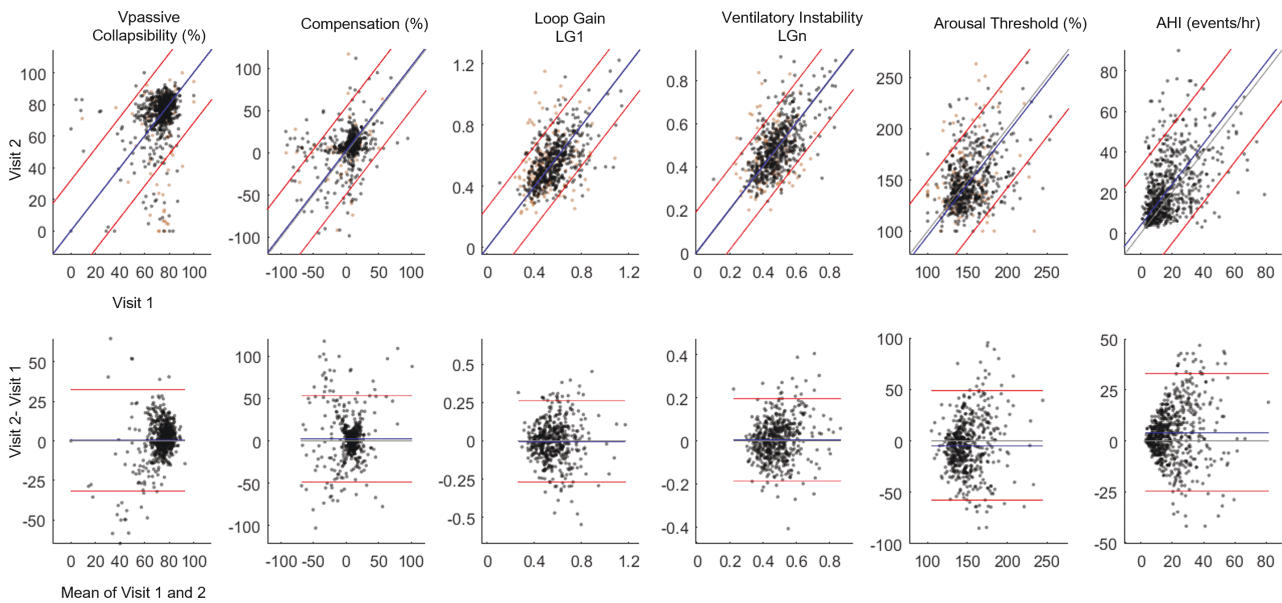 Vpassive
Collapsibility (%)
Compensation (%)
Loop Gain
LG1
Ventilatory Instability
LGn
Arousal Threshold (%)
AHI (events/hr)
Visit 2
100
80
60
40
20
0
0 20 40 60 80 100
100
50
0
-50
-100
-100 -50 0 50 100
1.2
0.8
0.4
0
0 0.4 0.8 1.2
0.8
0.6
0.4
0.2
0
0 0.2 0.4 0.6 0.8
250
200
150
100
100 150 200 250
80
60
40
20
0
0 20 40 60 80
Visit 1
Visit 2- Visit 1
50
25
0
-25
-50
0 20 40 60 80 100
100
50
0
-50
-100
-100 -50 0 50 100
0.5
0.25
0
-0.25
-0.5
0 0.4 0.8 1.2
0.4
0.2
0
-0.2
-0.4
0 0.2 0.4 0.6 0.8
100
50
0
-50
-100
100 150 200 250
50
25
0
-25
-50
0 20 40 60 80
Mean of Visit 1 and 2